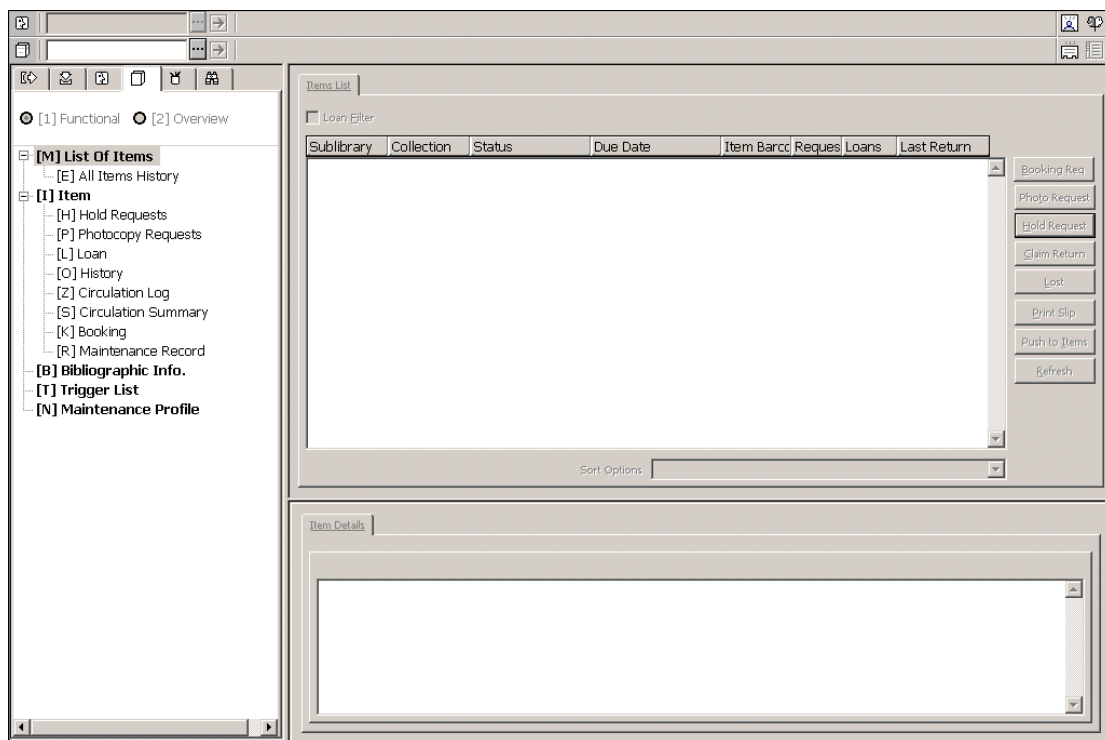 Items List
[1] Functional [2] Overview
Loan Filter
Sublibrary Collection Status Due Date Item Barco Reques Loans Last Return
[M] List Of Items
[E] All Items History
[I] Item
[H] Hold Requests
[P] Photocopy Requests
[L] Loan
[O] History
[Z] Circulation Log
[S] Circulation Summary
[K] Booking
[R] Maintenance Record
[B] Bibliographic Info.
[T] Trigger List
[N] Maintenance Profile
Booking Req
Photo Request
Hold Request
Claim Return
Lost
Print Slip
Push to Items
Refresh
Sort Options
Item Details